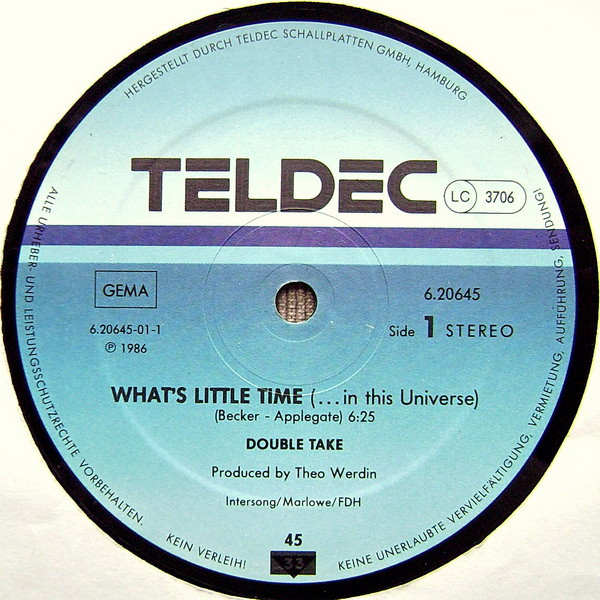 HERGESTELLT DURCH TELDEC SCHALLPLATTEN GMBH, HAMBURG
TELDEC
LC 3706
GEMA
6.20645
6.20645-01-1
Side 1 STEREO
℗ 1986
WHAT'S LITTLE TIME (...in this Universe)
(Becker - Applegate) 6:25
DOUBLE TAKE
Produced by Theo Werdin
Intersong/Marlowe/FDH
45
33
ALLE URHEBER- UND LEISTUNGSSCHUTZRECHTE VORBEHALTEN. KEIN VERLEIH! KEINE UNERLAUBTE VERVIELFÄLTIGUNG, VERMIETUNG, AUFFÜHRUNG, SENDUNG!